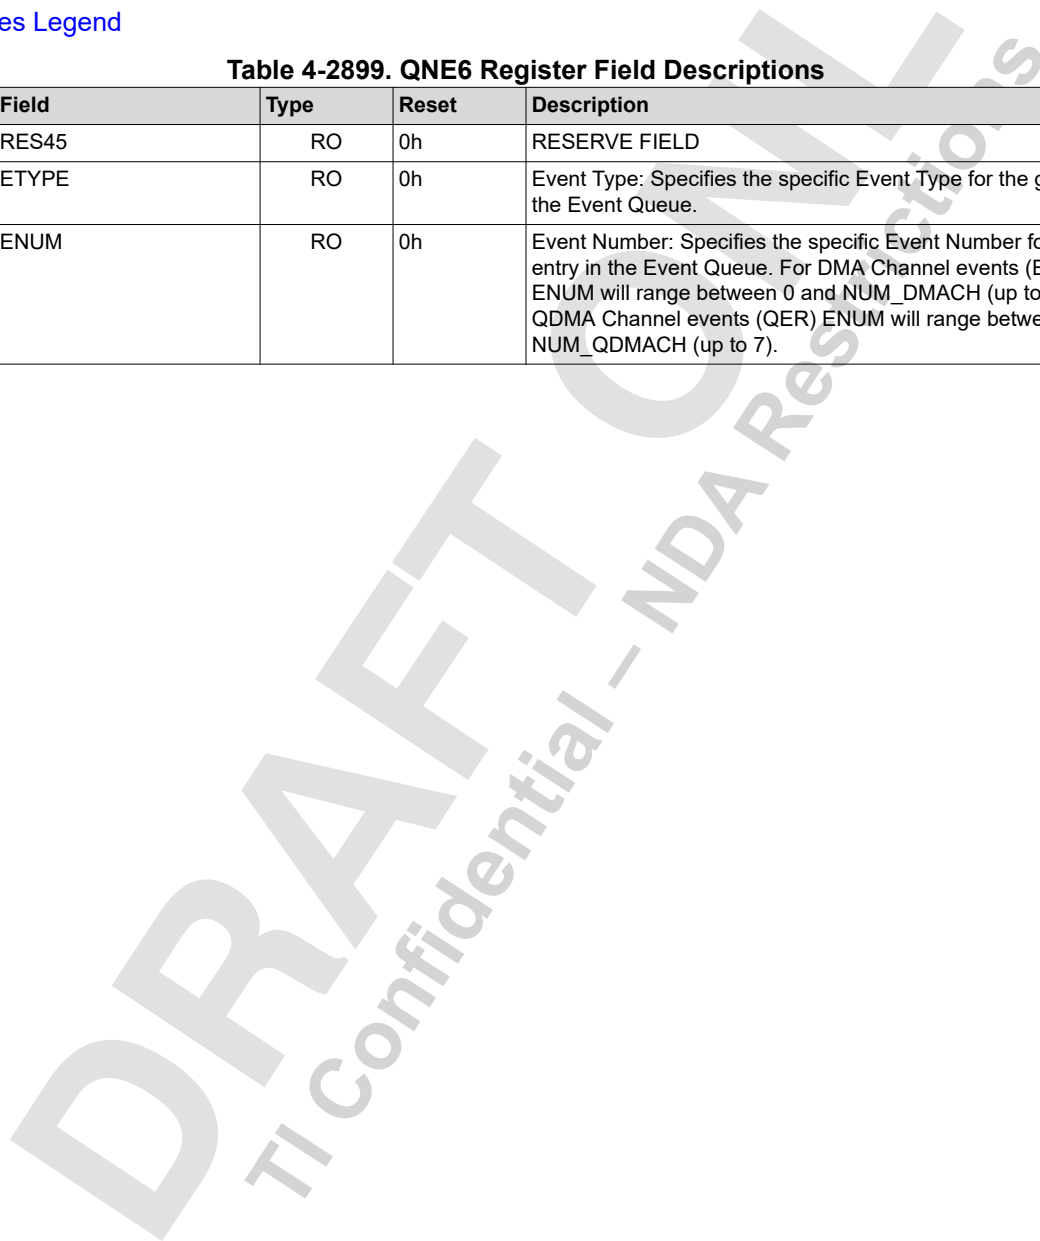 es Legend
Table 4-2899. QNE6 Register Field Descriptions
Field Type Reset Description
RES45 RO 0h RESERVE FIELD
ETYPE RO 0h Event Type: Specifies the specific Event Type for the
the Event Queue.
ENUM RO 0h Event Number: Specifies the specific Event Number
entry in the Event Queue. For DMA Channel events
ENUM will range between 0 and NUM_DMACH (up to
QDMA Channel events (QER) ENUM will range
NUM_QDMACH (up to 7).
DRAFT
TI Confidential – NDA Restrictions